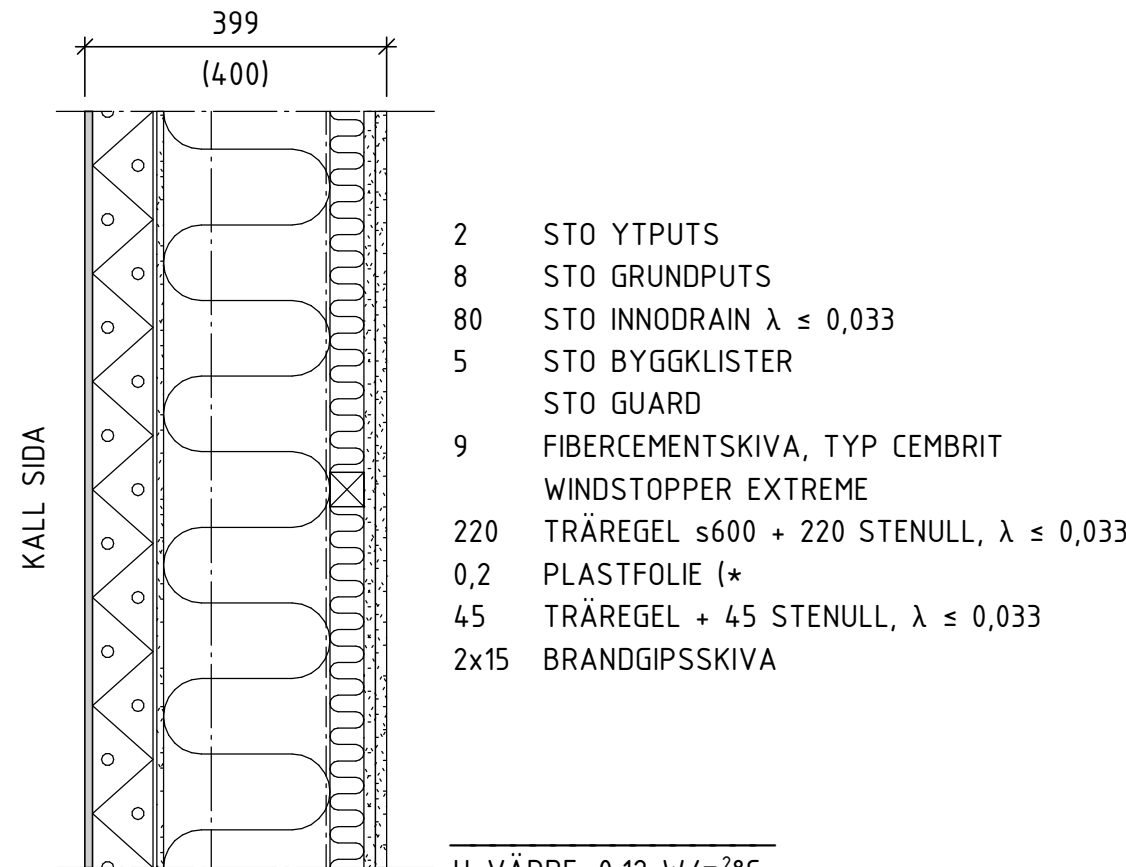 399
(400)
KALL SIDA
2 STO YTPUTS
8 STO GRUNDPUTS
80 STO INNODRAIN λ ≤ 0,033
5 STO BYGGKLISTER
STO GUARD
9 FIBERCEMENTSKIVA, TYP CEMBRIT
WINDSTOPPER EXTREME
220 TRÄREGEL s600 + 220 STENULL, λ ≤ 0,033
0,2 PLASTFOLIE (*
45 TRÄREGEL + 45 STENULL, λ ≤ 0,033
2x15 BRANDGIPSSKIVA